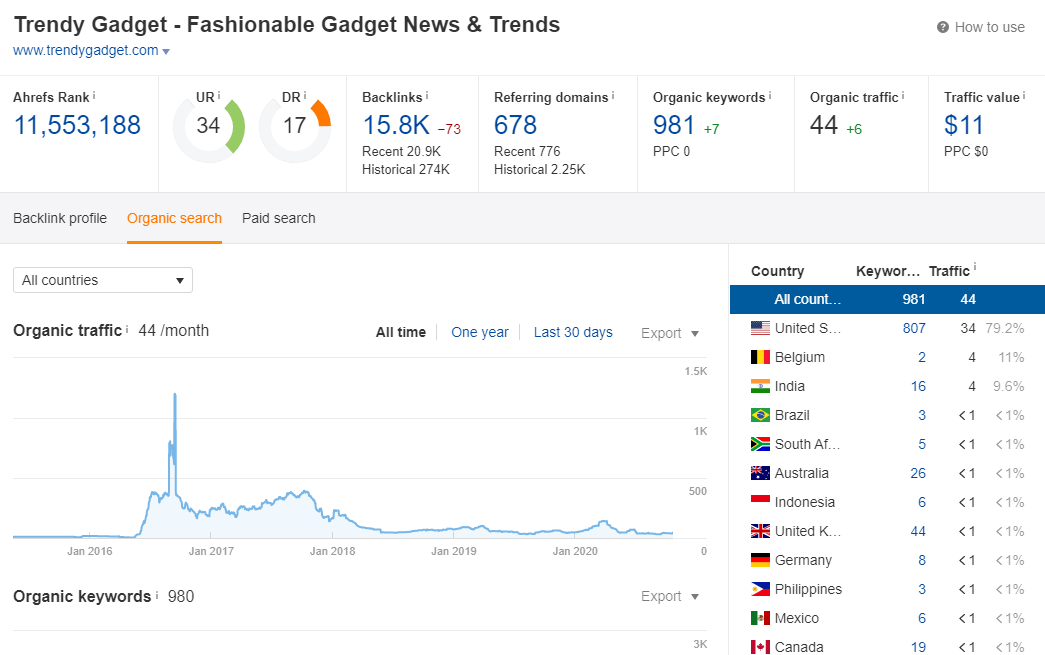 Trendy Gadget - Fashionable Gadget News & Trends
How to use
www.trendygadget.com
Ahrefs Rank
11,553,188
UR
34
DR
17
Backlinks
15.8K −73
Recent 20.9K
Historical 274K
Referring domains
678
Recent 776
Historical 2.25K
Organic keywords
981 +7
PPC 0
Organic traffic
44 +6
Traffic value
$11
PPC $0
Backlink profile
Organic search
Paid search
All countries
Organic traffic 44 /month
All time
One year
Last 30 days
Export
1.5K
1K
500
0
Jan 2016
Jan 2017
Jan 2018
Jan 2019
Jan 2020
Organic keywords 980
Export
3K
Country Keywor… Traffic
All count… 981 44
United S… 807 34 79.2%
Belgium 2 4 11%
India 16 4 9.6%
Brazil 3 <1 <1%
South Af… 5 <1 <1%
Australia 26 <1 <1%
Indonesia 6 <1 <1%
United K… 44 <1 <1%
Germany 8 <1 <1%
Philippines 3 <1 <1%
Mexico 6 <1 <1%
Canada 19 <1 <1%